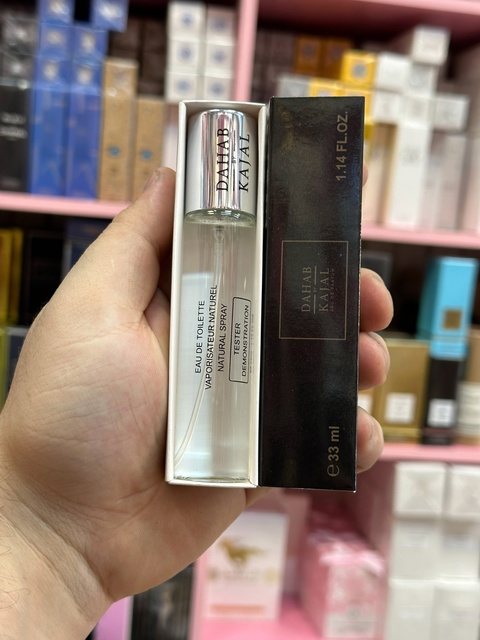 DAHAB
KAJAL
EAU DE TOILETTE
VAPORISATEUR NATUREL
NATURAL SPRAY
TESTER
DEMONSTRATION
1.14 FL.OZ.
DAHAB
KAJAL
e 33 ml